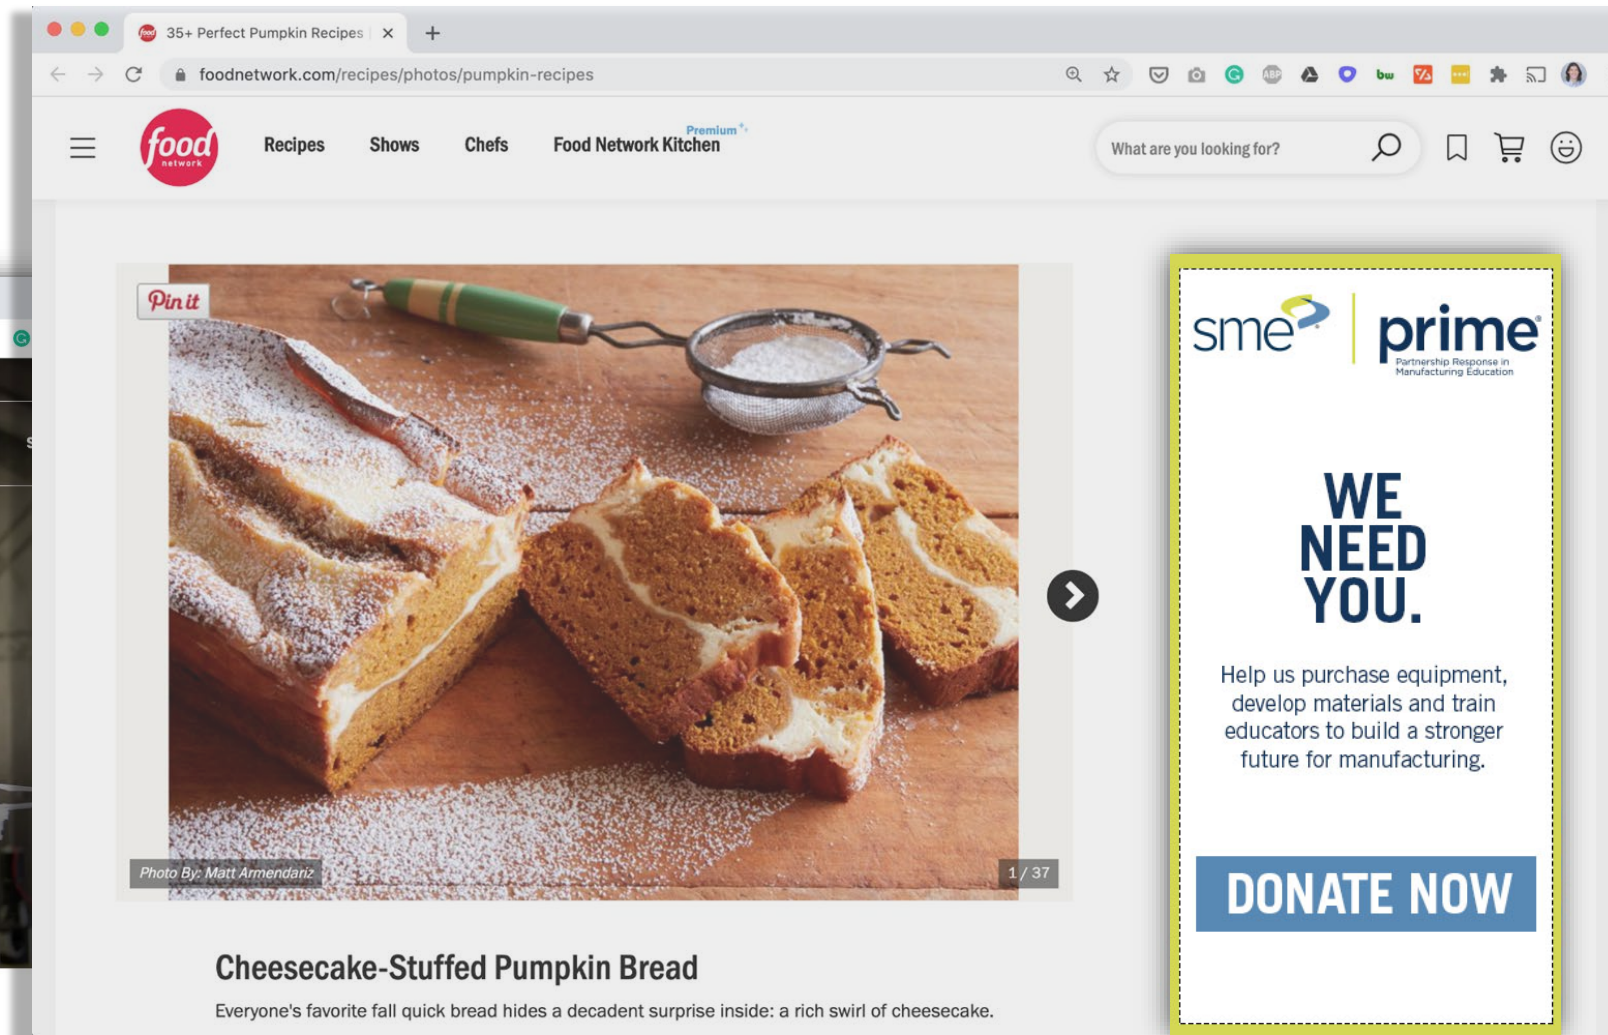 35+ Perfect Pumpkin Recipes
foodnetwork.com/recipes/photos/pumpkin-recipes
ABP
bw
food
network
Recipes
Shows
Chefs
Food Network Kitchen
Premium
What are you looking for?
Pin it
Photo By: Matt Armendariz
1 / 37
Cheesecake-Stuffed Pumpkin Bread
Everyone's favorite fall quick bread hides a decadent surprise inside: a rich swirl of cheesecake.
sme
prime®
Partnership Response in
Manufacturing Education
WE
NEED
YOU.
Help us purchase equipment,
develop materials and train
educators to build a stronger
future for manufacturing.
DONATE NOW